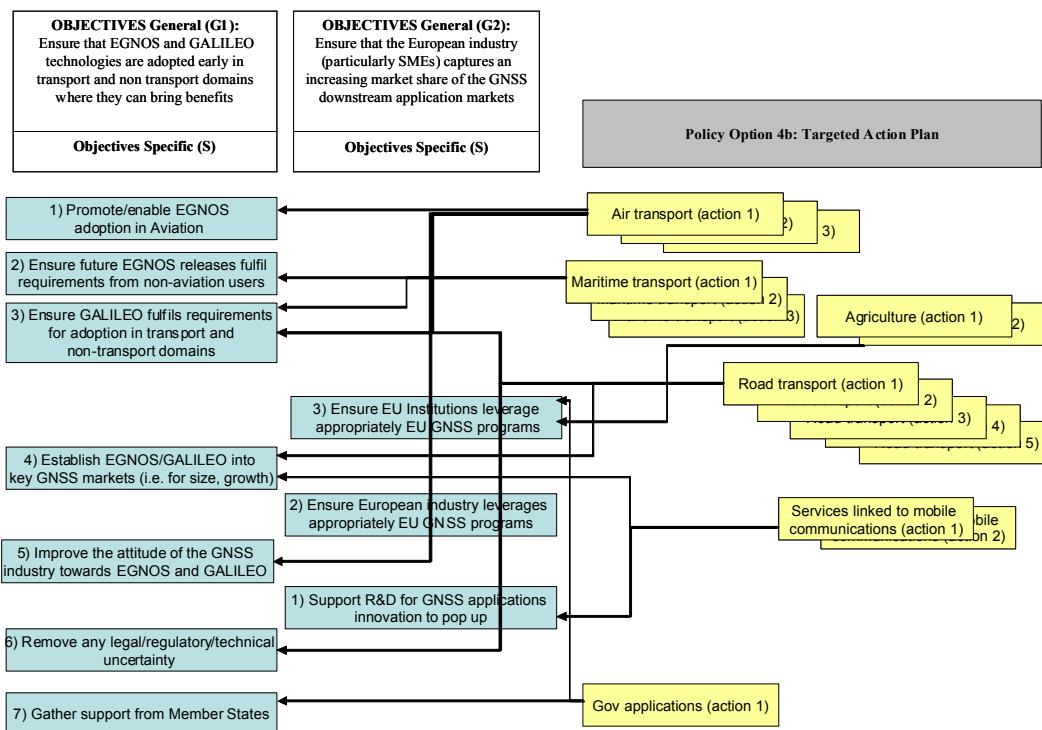 OBJECTIVES General (G1):
Ensure that EGNOS and GALILEO
technologies are adopted early in
transport and non transport domains
where they can bring benefits
Objectives Specific (S)
OBJECTIVES General (G2):
Ensure that the European industry
(particularly SMEs) captures an
increasing market share of the GNSS
downstream application markets
Objectives Specific (S)
Policy Option 4b: Targeted Action Plan
1) Promote/enable EGNOS
adoption in Aviation
2) Ensure future EGNOS releases fulfil
requirements from non-aviation users
3) Ensure GALILEO fulfils requirements
for adoption in transport and
non-transport domains
4) Establish EGNOS/GALILEO into
key GNSS markets (i.e. for size, growth)
5) Improve the attitude of the GNSS
industry towards EGNOS and GALILEO
6) Remove any legal/regulatory/technical
uncertainty
7) Gather support from Member States
3) Ensure EU Institutions leverage
appropriately EU GNSS programs
2) Ensure European industry leverages
appropriately EU GNSS programs
1) Support R&D for GNSS applications
innovation to pop up
Air transport (action 1)
2)
3)
Maritime transport (action 1)
2)
3)
Agriculture (action 1)
2)
Road transport (action 1)
2)
3)
4)
5)
Services linked to mobile
communications (action 1)
(action 2)
Gov applications (action 1)